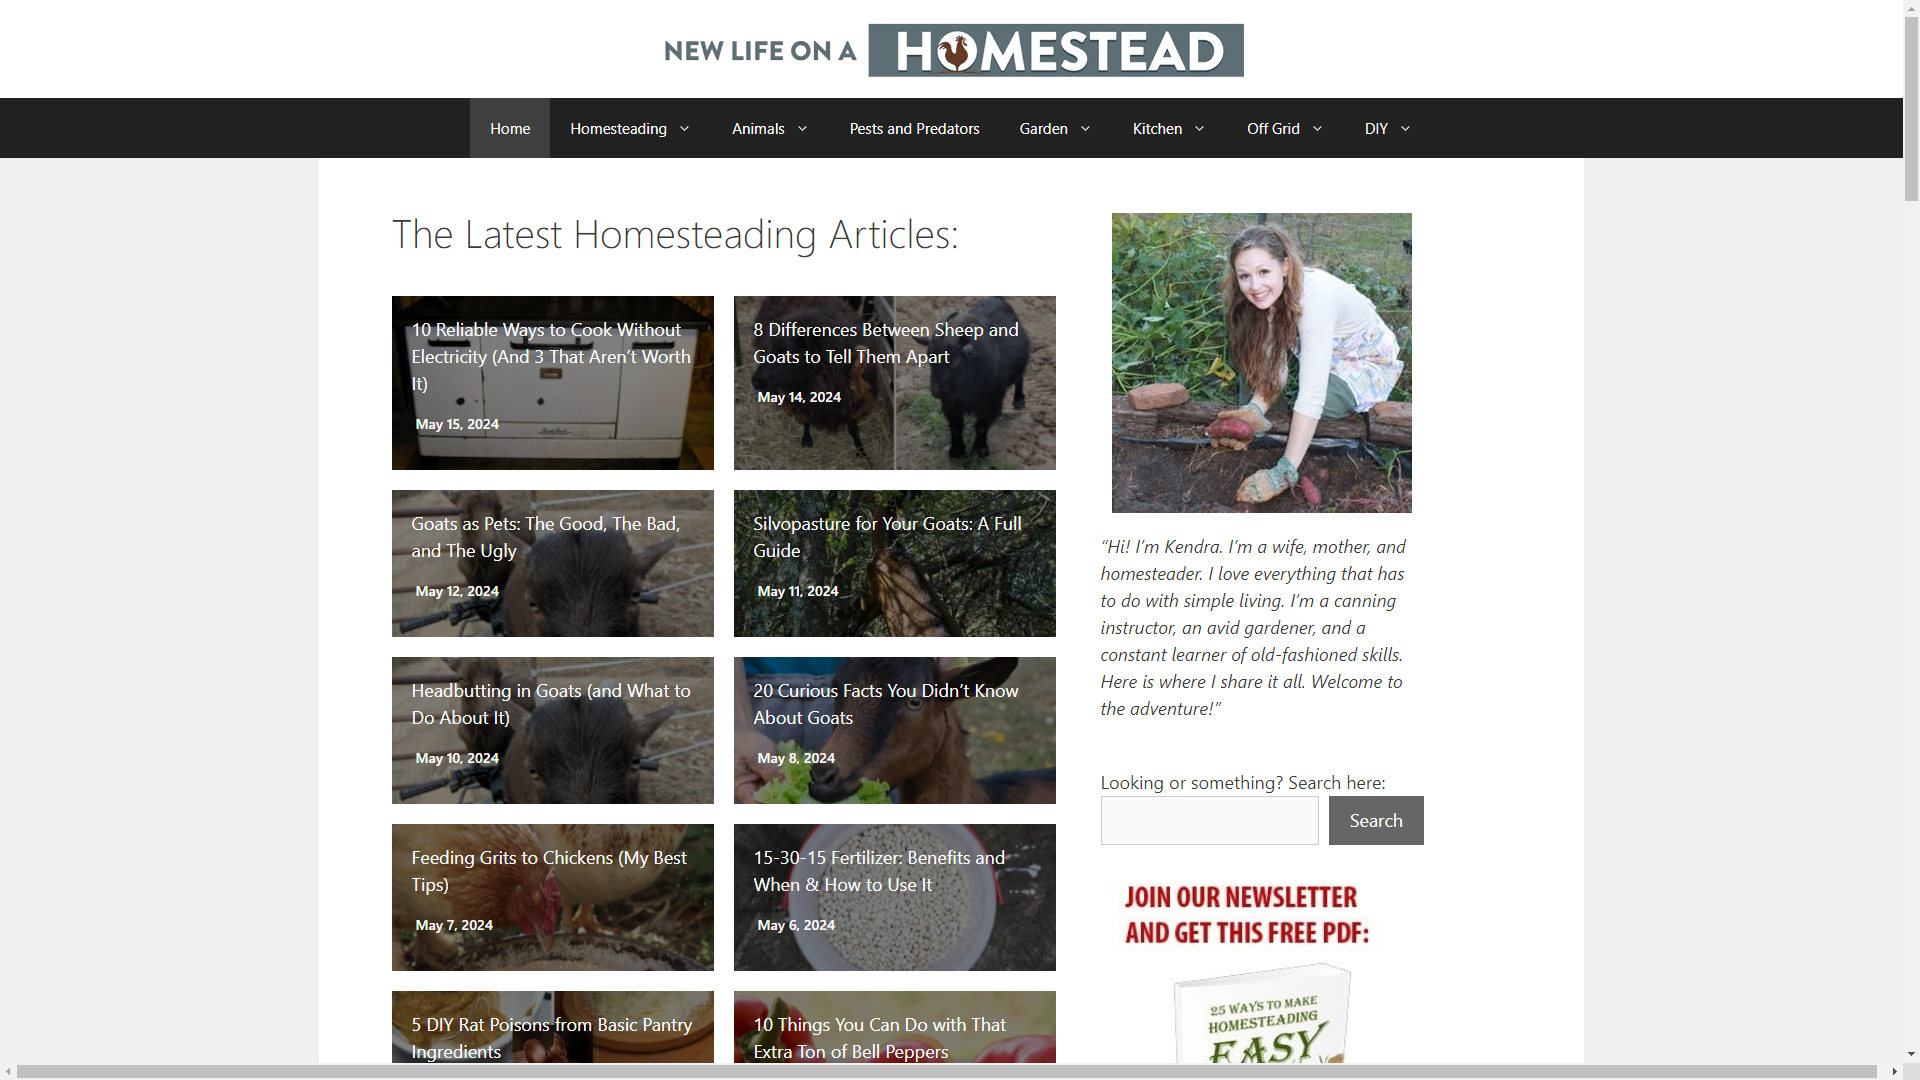 NEW LIFE ON A HOMESTEAD
Home Homesteading Animals Pests and Predators Garden Kitchen Off Grid DIY
The Latest Homesteading Articles:
10 Reliable Ways to Cook Without
Electricity (And 3 That Aren’t Worth
It)
May 15, 2024
8 Differences Between Sheep and
Goats to Tell Them Apart
May 14, 2024
Goats as Pets: The Good, The Bad,
and The Ugly
May 12, 2024
Silvopasture for Your Goats: A Full
Guide
May 11, 2024
Headbutting in Goats (and What to
Do About It)
May 10, 2024
20 Curious Facts You Didn’t Know
About Goats
May 8, 2024
Feeding Grits to Chickens (My Best
Tips)
May 7, 2024
15-30-15 Fertilizer: Benefits and
When & How to Use It
May 6, 2024
5 DIY Rat Poisons from Basic Pantry
Ingredients
10 Things You Can Do with That
Extra Ton of Bell Peppers
“Hi! I’m Kendra. I’m a wife, mother, and
homesteader. I love everything that has
to do with simple living. I’m a canning
instructor, an avid gardener, and a
constant learner of old-fashioned skills.
Here is where I share it all. Welcome to
the adventure!”
Looking or something? Search here:
Search
JOIN OUR NEWSLETTER
AND GET THIS FREE PDF:
25 WAYS TO MAKE
HOMESTEADING
EASY